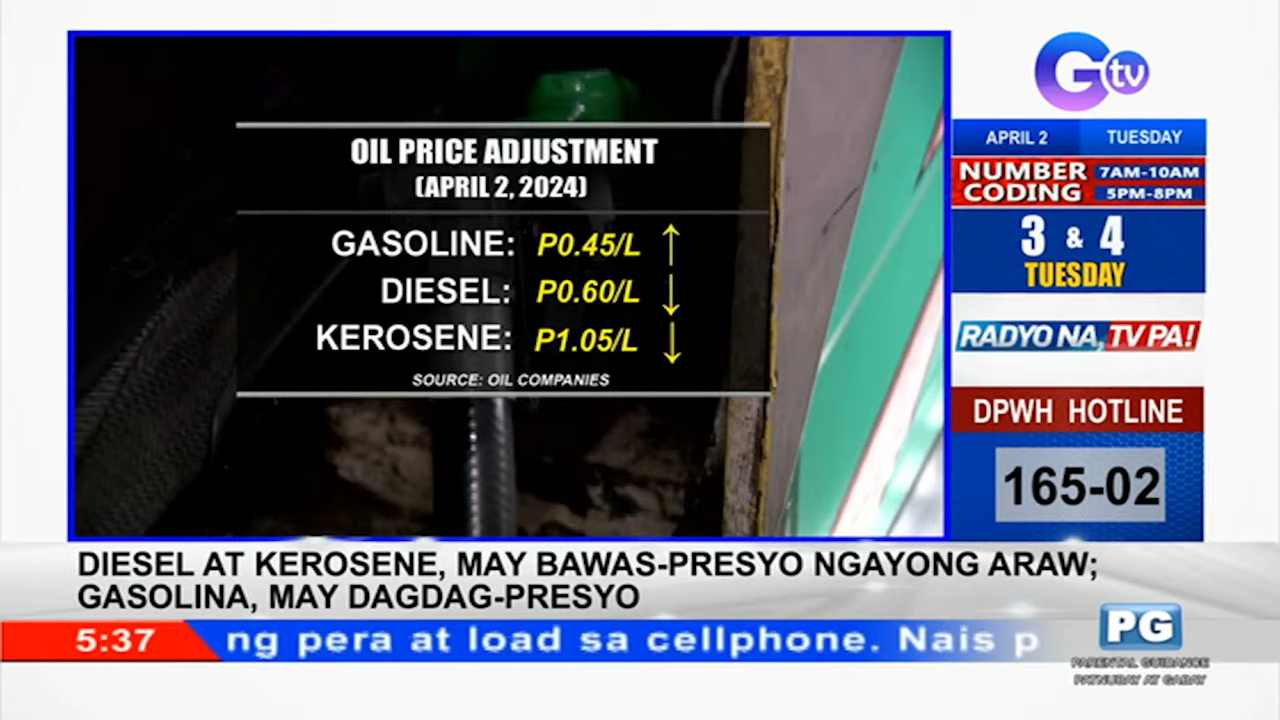 OIL PRICE ADJUSTMENT
(APRIL 2, 2024)
GASOLINE: P0.45/L ↑
DIESEL: P0.60/L ↓
KEROSENE: P1.05/L ↓
SOURCE: OIL COMPANIES
Gtv
APRIL 2 TUESDAY
NUMBER CODING 7AM-10AM 5PM-8PM
3 & 4
TUESDAY
RADYO NA, TV PA!
DPWH HOTLINE
165-02
DIESEL AT KEROSENE, MAY BAWAS-PRESYO NGAYONG ARAW;
GASOLINA, MAY DAGDAG-PRESYO
5:37 ng pera at load sa cellphone. Nais p
PG
PARENTAL GUIDANCE
PATNUBAY AT GABAY